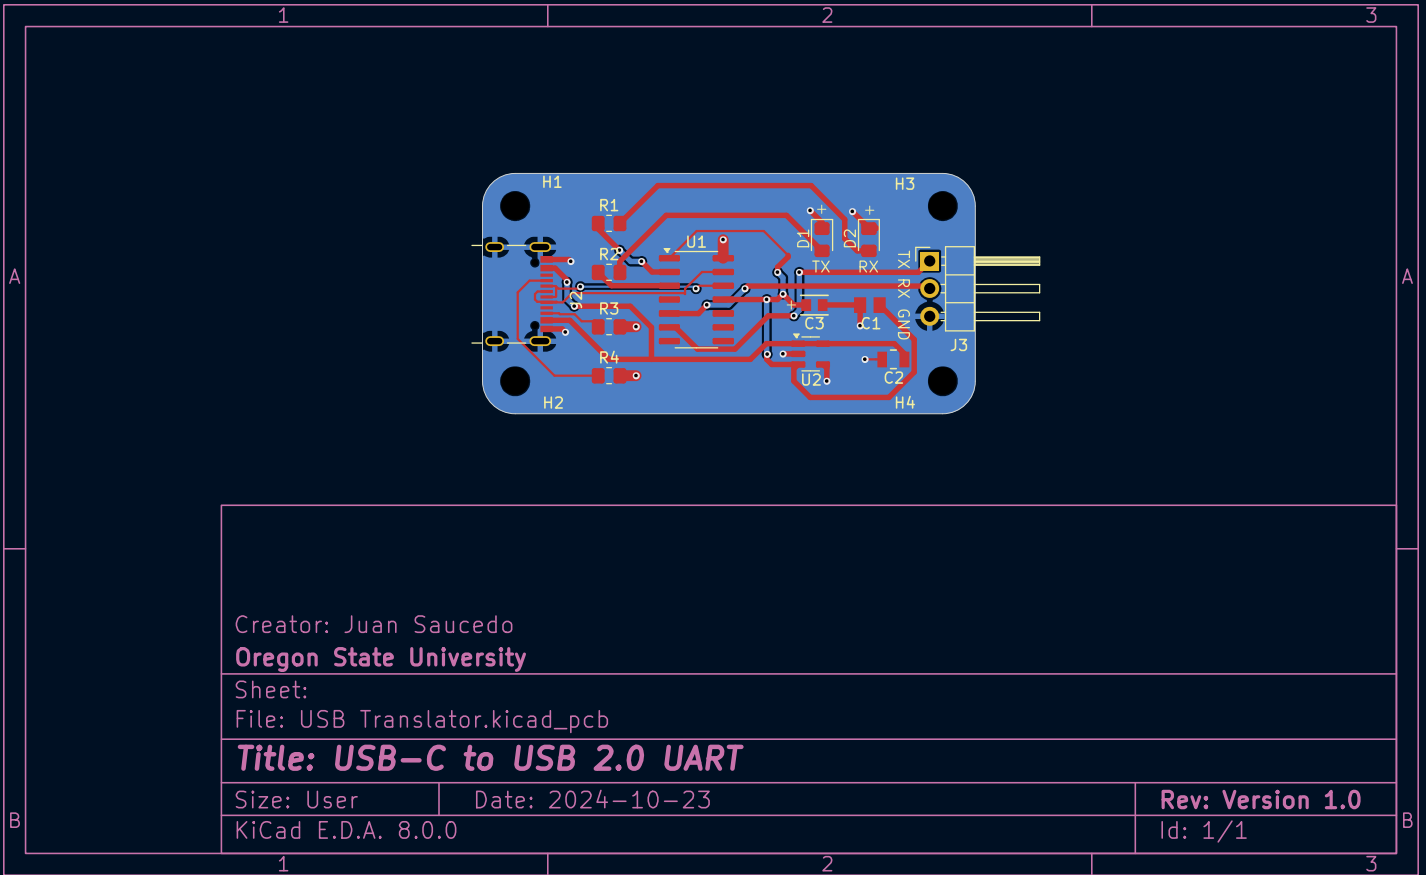 1 2 3
A A
H1 H3
R1
+ +
D1 D2
U1
R2
TX RX
TX RX GND
J2
R3
+
C3 C1
J3
R4
U2 C2
H2 H4
Creator: Juan Saucedo
Oregon State University
Sheet:
File: USB Translator.kicad_pcb
Title: USB-C to USB 2.0 UART
Size: User Date: 2024-10-23 Rev: Version 1.0
B B
KiCad E.D.A. 8.0.0 Id: 1/1
1 2 3